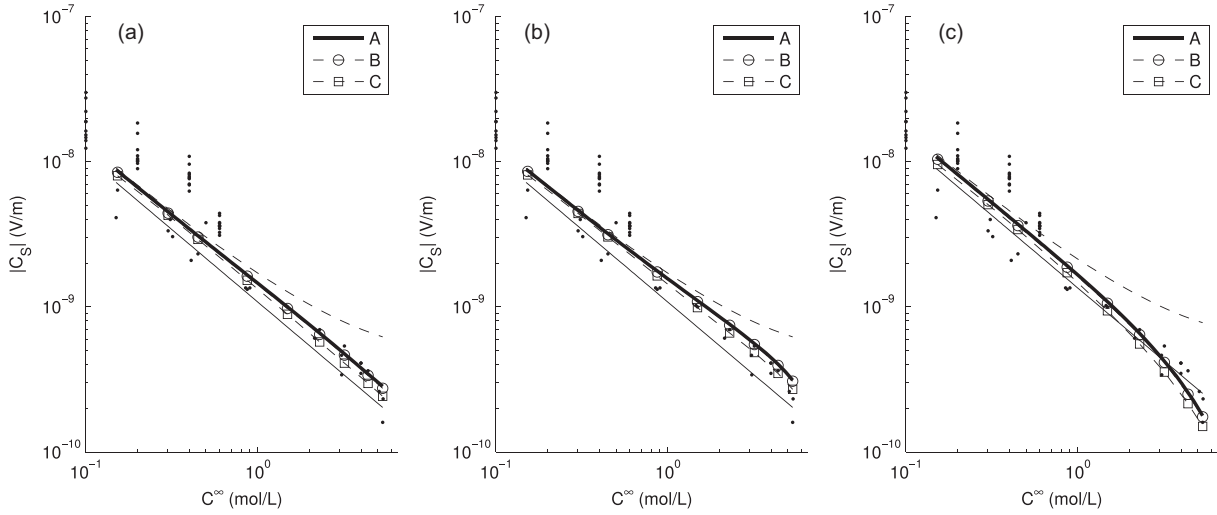 (a)
A
B
C
10⁻⁷
10⁻⁸
10⁻⁹
10⁻¹⁰
|C_S| (V/m)
10⁻¹
10⁰
C^∞ (mol/L)
(b)
A
B
C
10⁻⁷
10⁻⁸
10⁻⁹
10⁻¹⁰
|C_S| (V/m)
10⁻¹
10⁰
C^∞ (mol/L)
(c)
A
B
C
10⁻⁷
10⁻⁸
10⁻⁹
10⁻¹⁰
|C_S| (V/m)
10⁻¹
10⁰
C^∞ (mol/L)